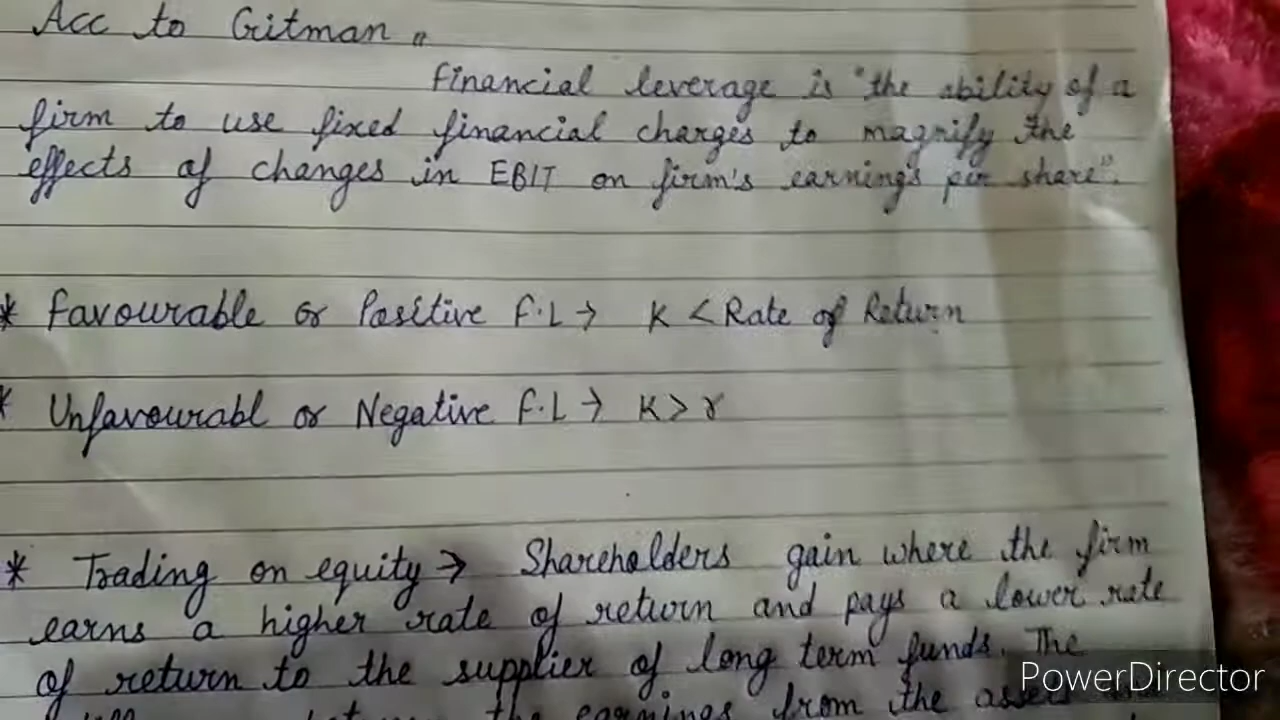 Acc to Gitman "
Financial leverage is "the ability of a
firm to use fixed financial charges to magnify the
effects of changes in EBIT on firm's earning's per share".
* Favourable or Positive F.L → K < Rate of Return
* Unfavourabl or Negative F.L → K > r
* Trading on equity → Shareholders gain where the firm
earns a higher rate of return and pays a lower rate
of return to the supplier of long term funds. The
the earnings from the
PowerDirector